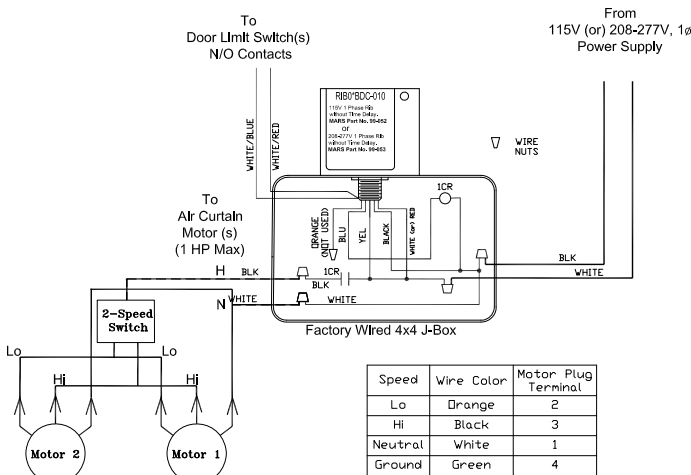 To
Door Limit Switch(s)
N/O Contacts
From
115V (or) 208-277V, 1ø
Power Supply
RIB0*BDC-010
115V 1 Phase Rib
without Time Delay.
MARS Part No. 99-052
or
208-277V 1 Phase Rib
without Time Delay.
MARS Part No. 99-053
WHITE/BLUE
WHITE/RED
WIRE
NUTS
To
Air Curtain
Motor (s)
(1 HP Max)
ORANGE
(NOT USED)
BLU
YEL
BLACK
WHITE (or) RED
1CR
H
BLK
BLK
1CR
BLK
WHITE
N
WHITE
WHITE
2-Speed
Switch
Factory Wired 4x4 J-Box
Lo
Lo
Hi
Hi
Motor 2
Motor 1
Speed Wire Color Motor Plug Terminal
Lo Orange 2
Hi Black 3
Neutral White 1
Ground Green 4